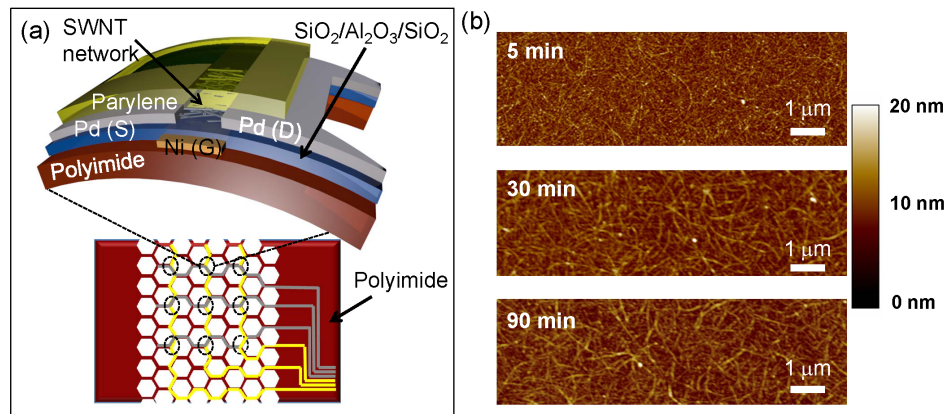 (a)
SWNT
network
SiO₂/Al₂O₃/SiO₂
Parylene
Pd (S)
Pd (D)
Ni (G)
Polyimide
Polyimide
(b)
5 min
1 μm
30 min
1 μm
90 min
1 μm
20 nm
10 nm
0 nm